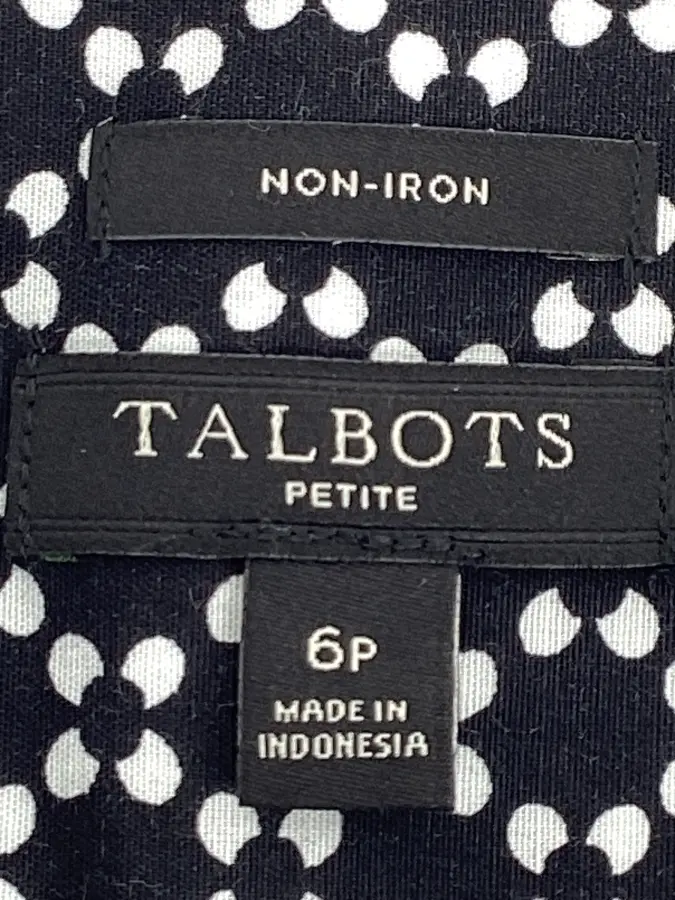 NON-IRON
TALBOTS
PETITE
6P
MADE IN
INDONESIA